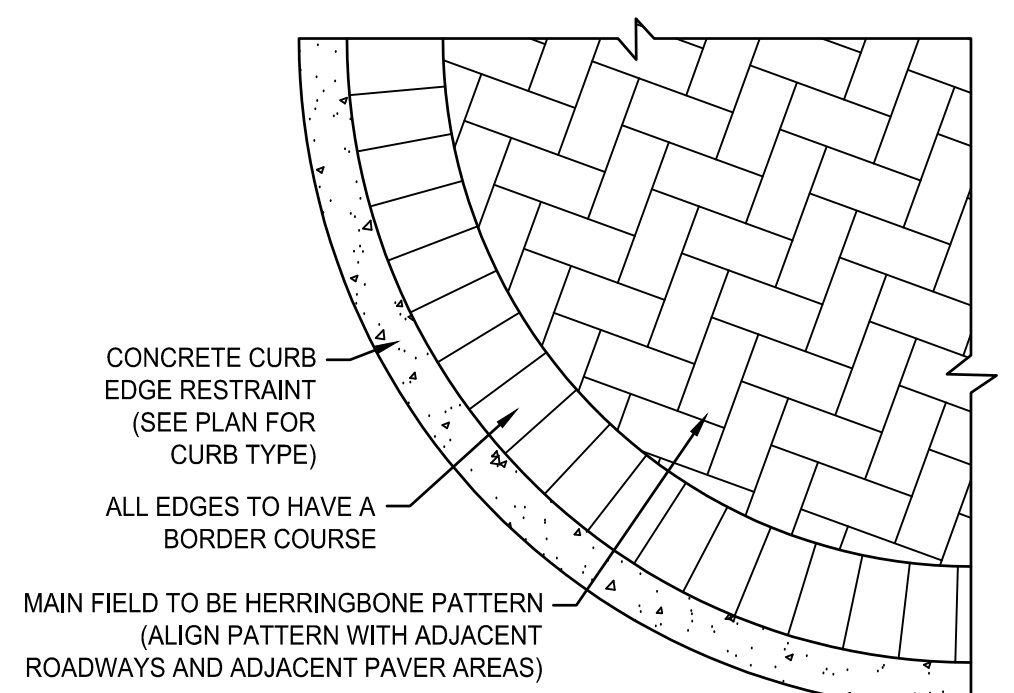 CONCRETE CURB
EDGE RESTRAINT
(SEE PLAN FOR
CURB TYPE)
ALL EDGES TO HAVE A
BORDER COURSE
MAIN FIELD TO BE HERRINGBONE PATTERN
(ALIGN PATTERN WITH ADJACENT
ROADWAYS AND ADJACENT PAVER AREAS)